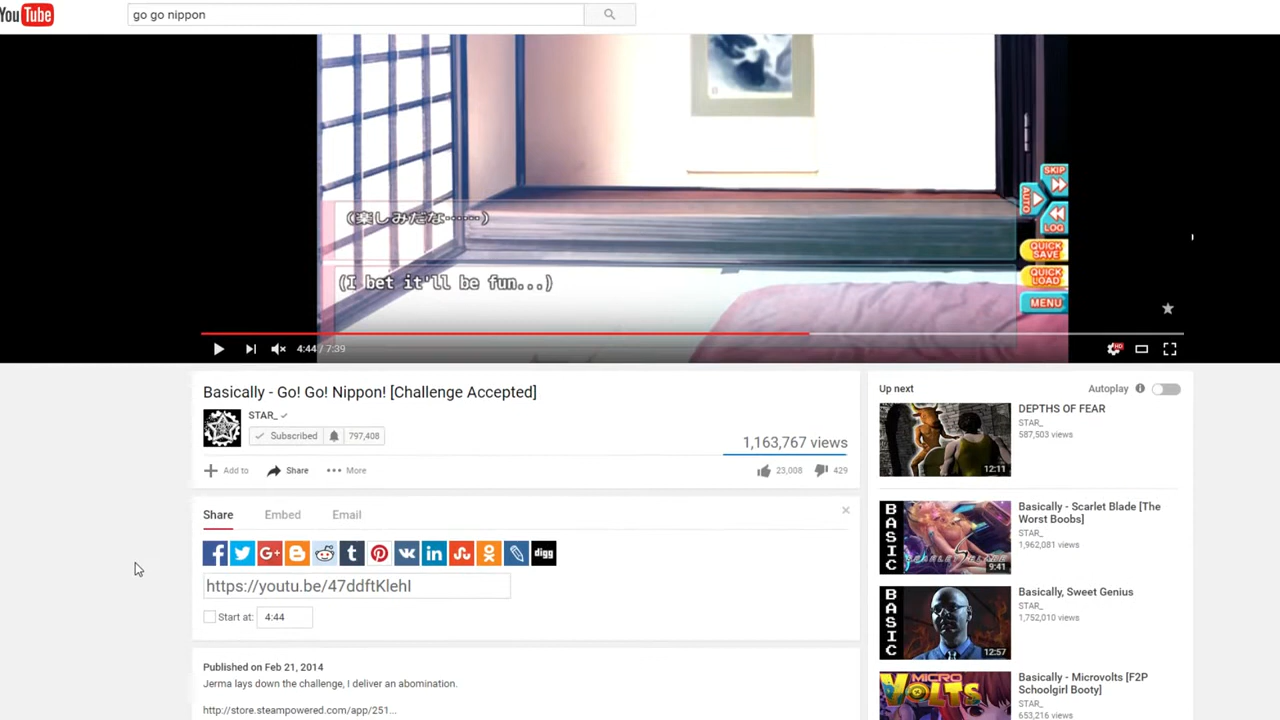 YouTube
go go nippon
SKIP
AUTO
LOG
QUICK
SAVE
QUICK
LOAD
MENU
(楽しみだな……)
(I bet it'll be fun...)
4:44 / 7:39
HD
Basically - Go! Go! Nippon! [Challenge Accepted]
STAR_
Subscribed 797,408
1,163,767 views
Add to Share More
23,008 429
Share Embed Email
digg
https://youtu.be/47ddftKlehI
Start at: 4:44
Published on Feb 21, 2014
Jerma lays down the challenge, I deliver an abomination.
http://store.steampowered.com/app/251...
Up next Autoplay
DEPTHS OF FEAR
STAR_
587,503 views
12:11
BASIC
Basically - Scarlet Blade [The
Worst Boobs]
STAR_
1,962,081 views
9:41
BASIC
Basically, Sweet Genius
STAR_
1,752,010 views
12:57
MICRO
VOLTS
Basically - Microvolts [F2P
Schoolgirl Booty]
STAR_
653,216 views